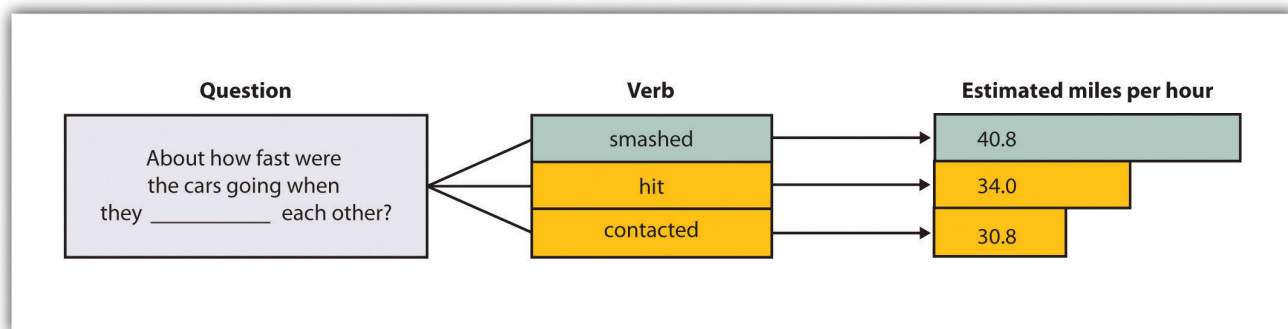 Question
Verb
Estimated miles per hour
About how fast were
the cars going when
they ____________ each other?
smashed
hit
contacted
40.8
34.0
30.8